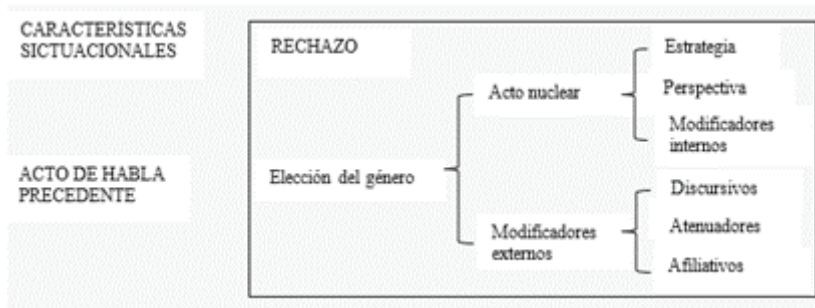 CARACTERÍSTICAS
SICTUACIONALES
ACTO DE HABLA
PRECEDENTE
RECHAZO
Elección del género
Acto nuclear
Estrategia
Perspectiva
Modificadores
internos
Modificadores
externos
Discursivos
Atenuadores
Afiliativos